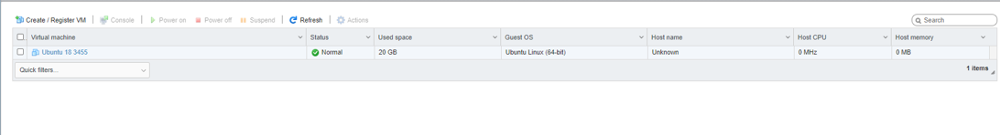 Create / Register VM Console Power on Power off Suspend Refresh Actions Search
Virtual machine Status Used space Guest OS Host name Host CPU Host memory
Ubuntu 18 3455 Normal 20 GB Ubuntu Linux (64-bit) Unknown 0 MHz 0 MB
Quick filters... 1 items